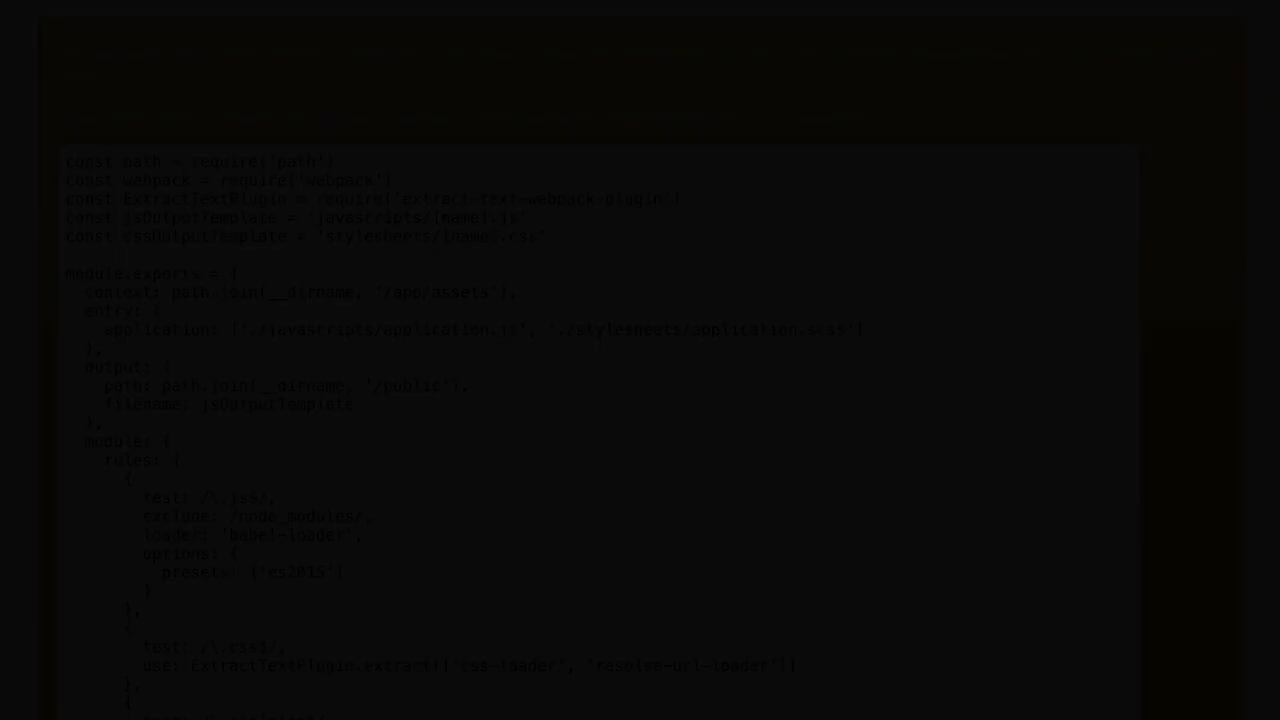 const path = require('path')
const webpack = require('webpack')
const ExtractTextPlugin = require('extract-text-webpack-plugin')
const jsOutputTemplate = 'javascripts/[name].js'
const cssOutputTemplate = 'stylesheets/[name].css'
module.exports = {
context: path.join(__dirname, '/app/assets'),
entry: {
application: ['./javascripts/application.js', './stylesheets/application.scss']
},
output: {
path: path.join(__dirname, '/public'),
filename: jsOutputTemplate
},
module: {
rules: [
{
test: /\.js$/,
exclude: /node_modules/,
loader: 'babel-loader',
options: {
presets: ['es2015']
}
},
{
test: /\.css$/,
use: ExtractTextPlugin.extract(['css-loader', 'resolve-url-loader'])
},
{